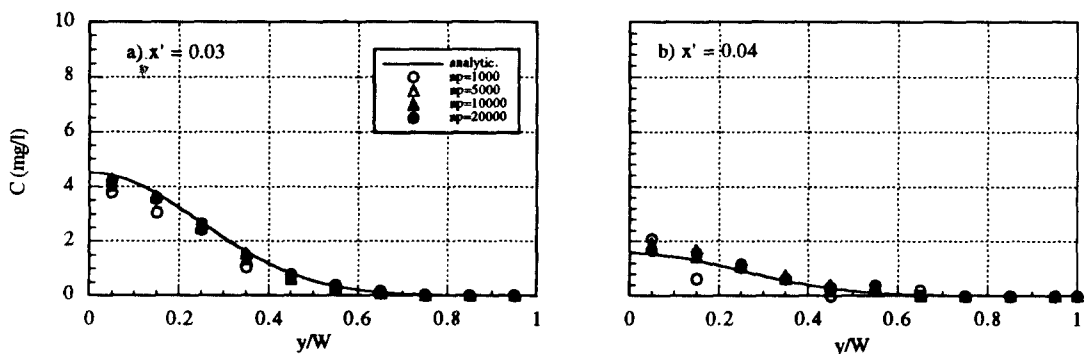 10
8
6
4
2
0
C (mg/l)
a) x' = 0.03
analytic.
np=1000
np=5000
np=10000
np=20000
0 0.2 0.4 0.6 0.8 1
y/W
b) x' = 0.04
0 0.2 0.4 0.6 0.8 1
y/W